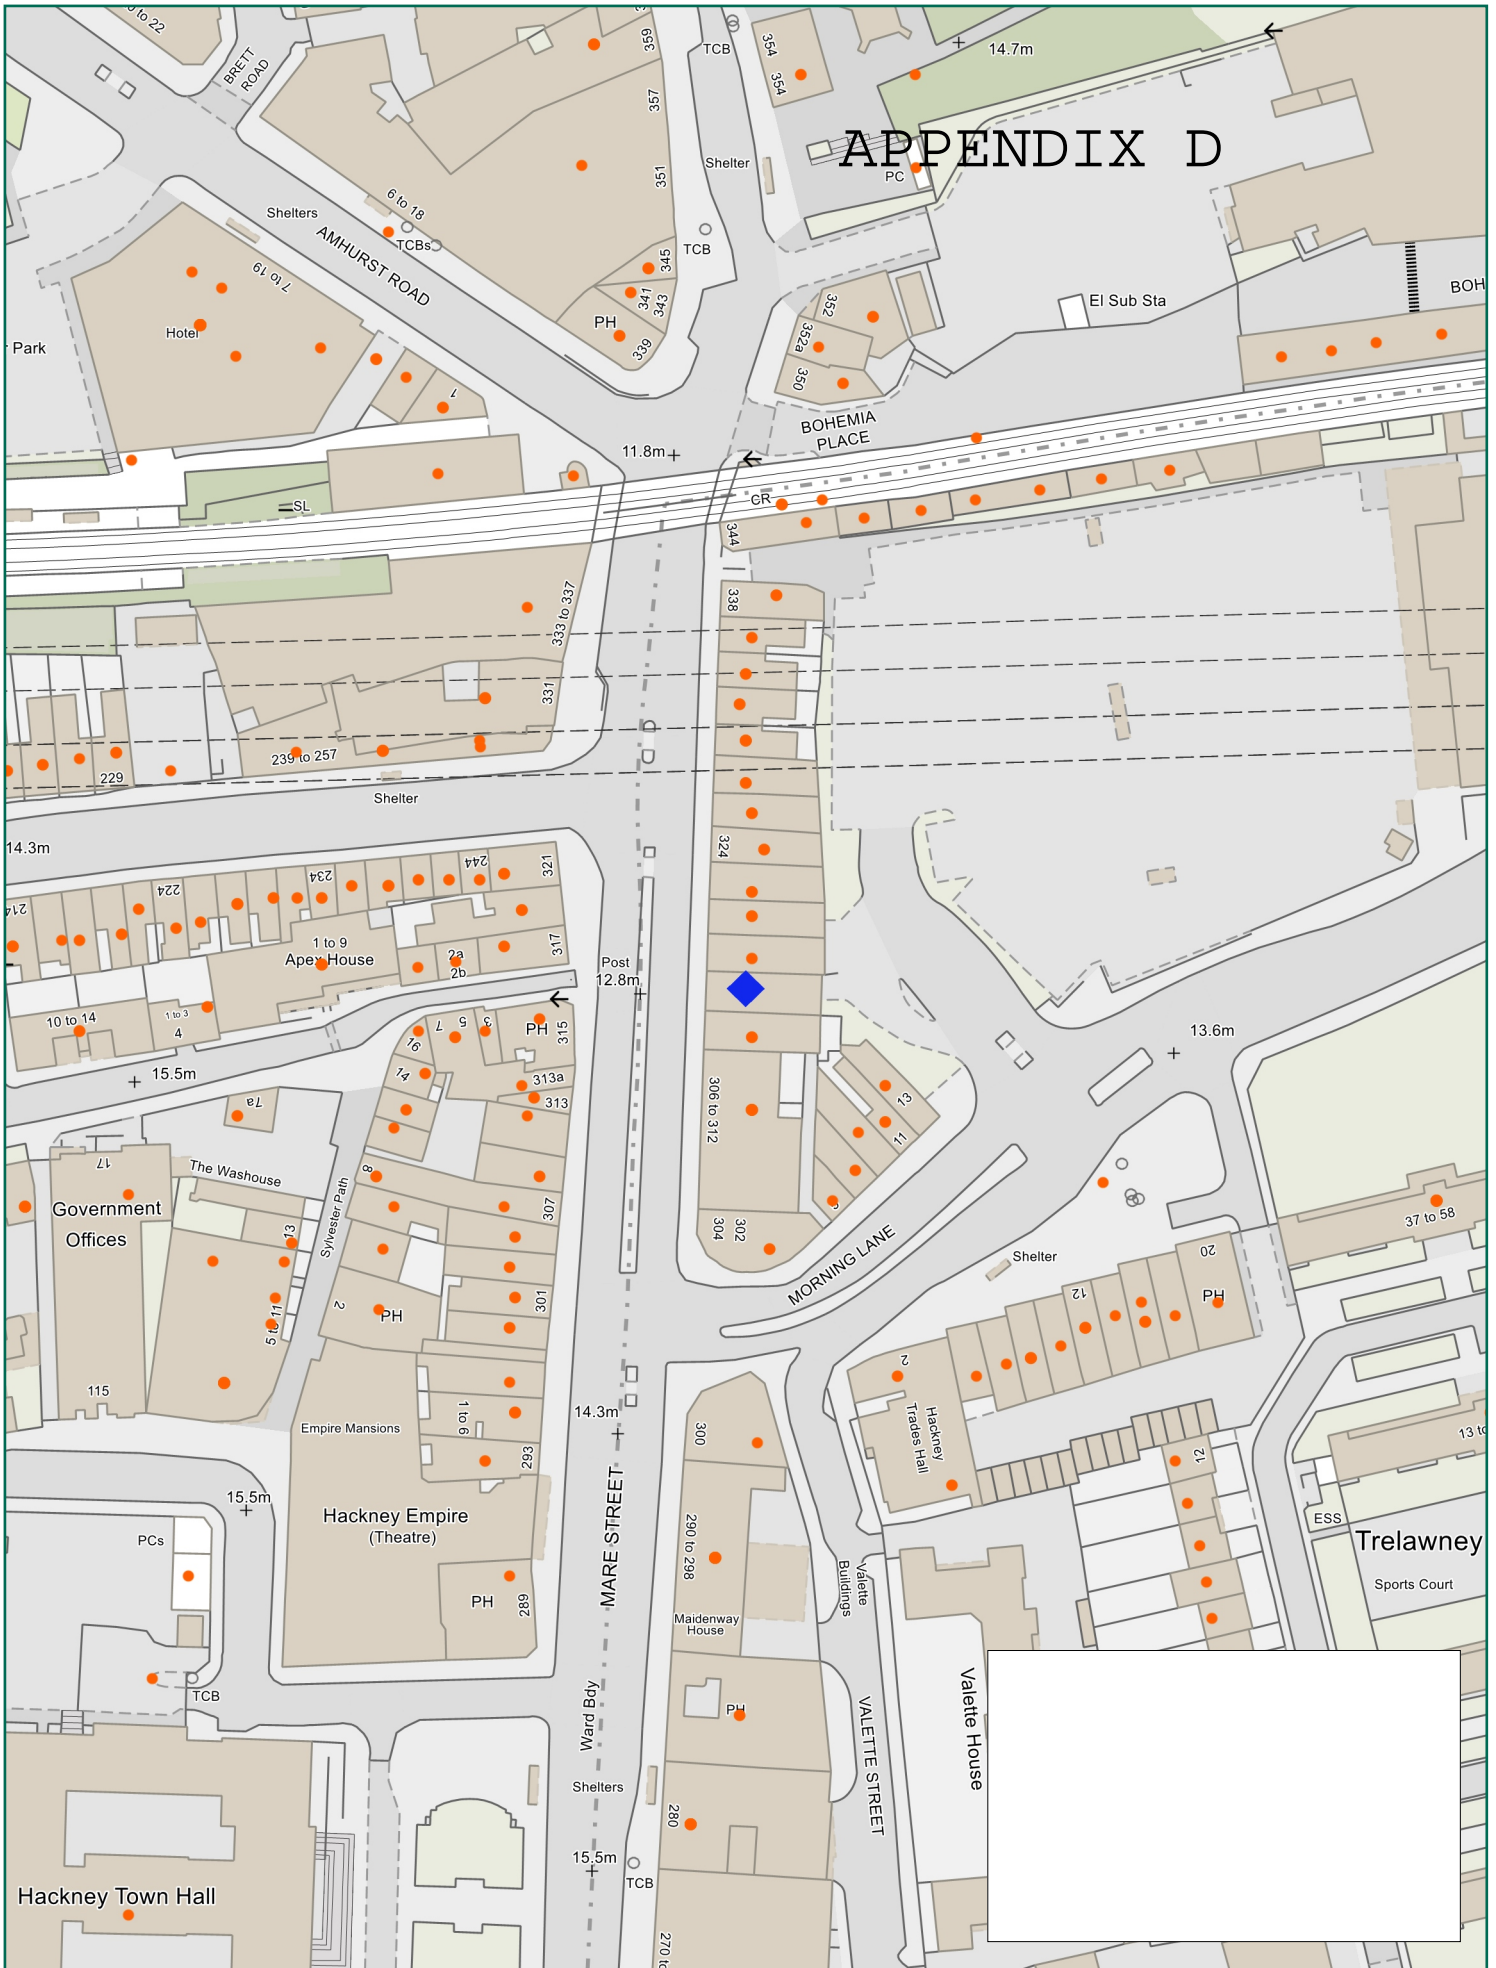 BRETT
ROAD
359
357
351
TCB
354
354
14.7m
APPENDIX D
PC
Shelter
6 to 18
Shelters
TCBs
AMHURST ROAD
7 to 19
TCB
345
341
343
PH
339
Hotel
Park
1
352
352a
350
El Sub Sta
BOH
BOHEMIA
PLACE
11.8m
CR
SL
344
338
333 to 337
331
239 to 257
229
Shelter
14.3m
324
214
224
234
244
321
317
1 to 9
Apex House
2a
2b
Post
12.8m
10 to 14
1 to 3
4
15.5m
16
7
5
3
PH
315
14
313a
313
7a
13.6m
306 to 312
13
11
17
The Washouse
Government
Offices
8
Sylvester Path
13
307
304
302
MORNING LANE
Shelter
37 to 58
20
PH
12
5 to 11
2
PH
301
115
Empire Mansions
1 to 6
293
14.3m
300
2
Hackney
Trades Hall
12
13 to
15.5m
Hackney Empire
(Theatre)
MARE STREET
290 to 298
ESS
Trelawney
PCs
Sports Court
Valette
Buildings
PH
289
Maidenway
House
TCB
Ward Bdy
PH
VALETTE STREET
Valette House
Shelters
280
15.5m
TCB
Hackney Town Hall
270 to